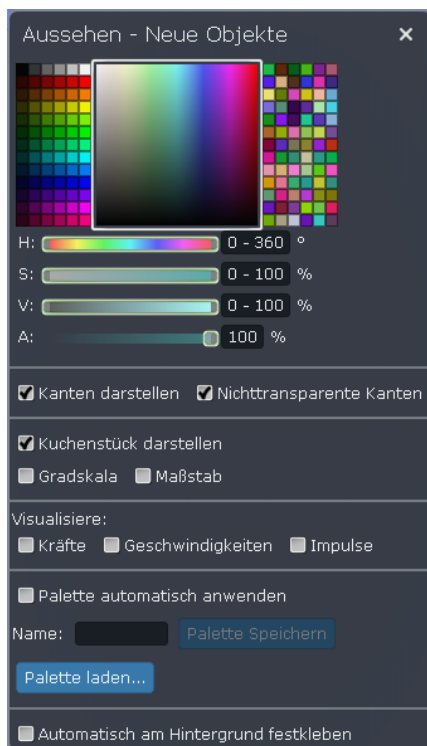 Aussehen - Neue Objekte
H: 0 - 360 °
S: 0 - 100 %
V: 0 - 100 %
A: 100 %
Kanten darstellen Nichttransparente Kanten
Kuchenstück darstellen
Gradskala Maßstab
Visualisiere:
Kräfte Geschwindigkeiten Impulse
Palette automatisch anwenden
Name: Palette Speichern
Palette laden...
Automatisch am Hintergrund festkleben